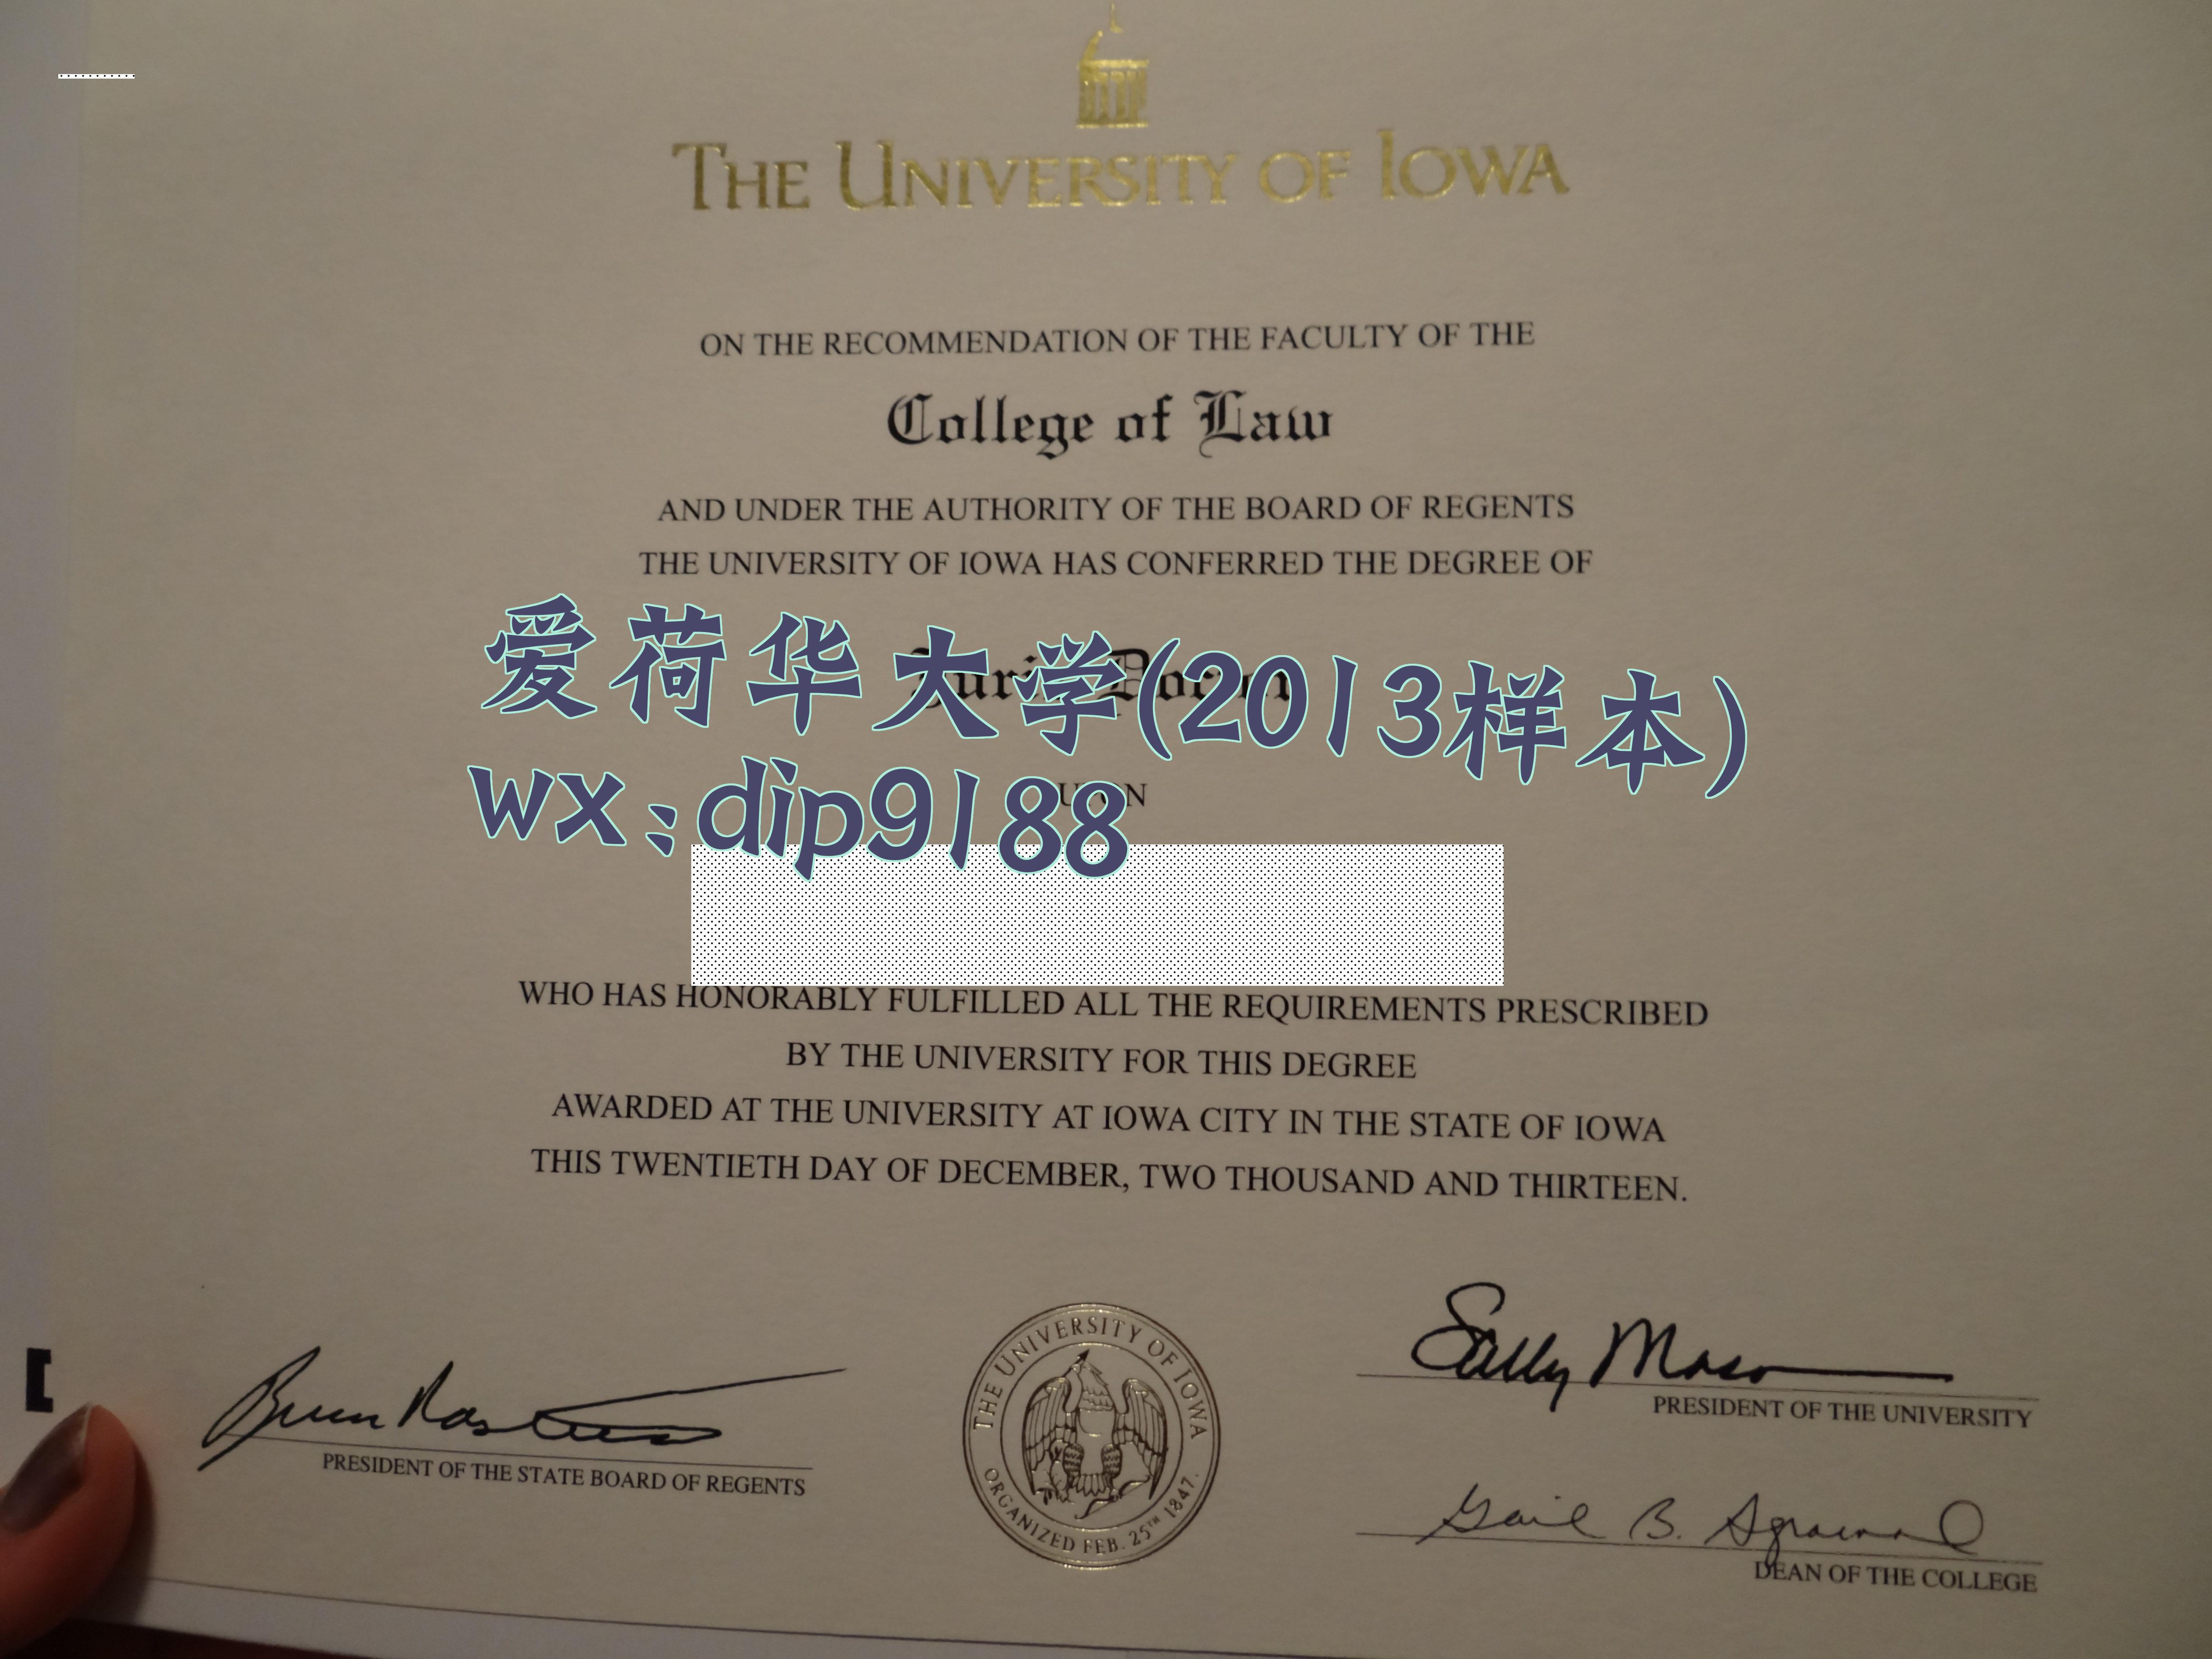 THE UNIVERSITY OF IOWA
ON THE RECOMMENDATION OF THE FACULTY OF THE
College of Law
AND UNDER THE AUTHORITY OF THE BOARD OF REGENTS
THE UNIVERSITY OF IOWA HAS CONFERRED THE DEGREE OF
爱荷华大学(2013样本)
Juris Doctor
wx:dip9188
UPON
WHO HAS HONORABLY FULFILLED ALL THE REQUIREMENTS PRESCRIBED
BY THE UNIVERSITY FOR THIS DEGREE
AWARDED AT THE UNIVERSITY AT IOWA CITY IN THE STATE OF IOWA
THIS TWENTIETH DAY OF DECEMBER, TWO THOUSAND AND THIRTEEN.
Sally Mason
PRESIDENT OF THE UNIVERSITY
PRESIDENT OF THE STATE BOARD OF REGENTS
THE UNIVERSITY OF IOWA
ORGANIZED FEB. 25TH 1847.
Gail B. Agrawal
DEAN OF THE COLLEGE